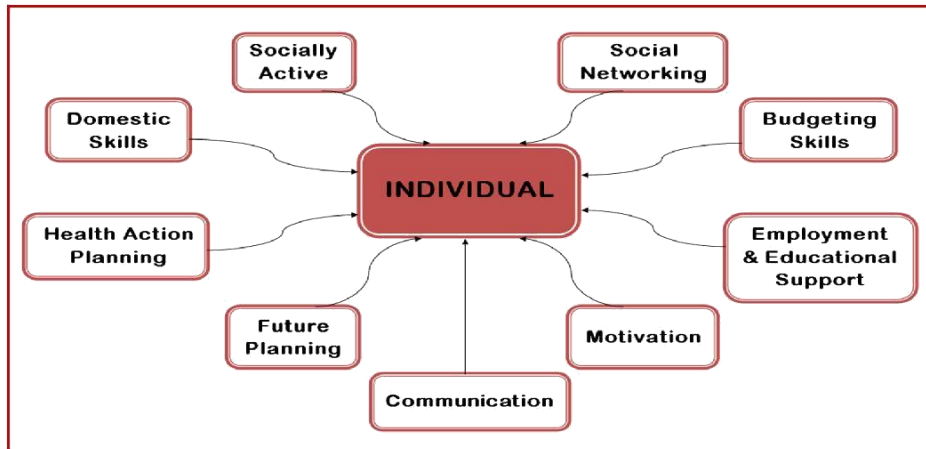 Socially
Active
Social
Networking
Domestic
Skills
Budgeting
Skills
INDIVIDUAL
Health Action
Planning
Employment
& Educational
Support
Future
Planning
Motivation
Communication